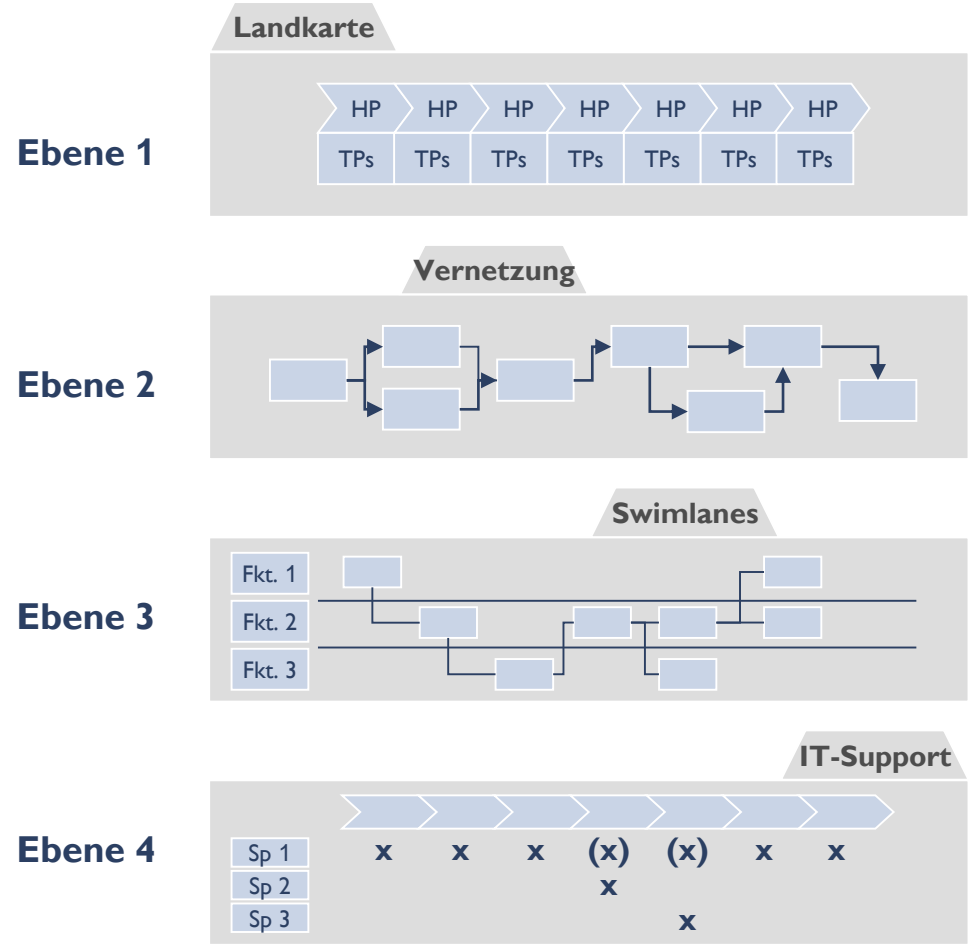 Landkarte
Ebene 1
HP HP HP HP HP HP HP
TPs TPs TPs TPs TPs TPs TPs
Vernetzung
Ebene 2
Swimlanes
Ebene 3
Fkt. 1
Fkt. 2
Fkt. 3
IT-Support
Ebene 4
Sp 1 x x x (x) (x) x x
Sp 2 x
Sp 3 x